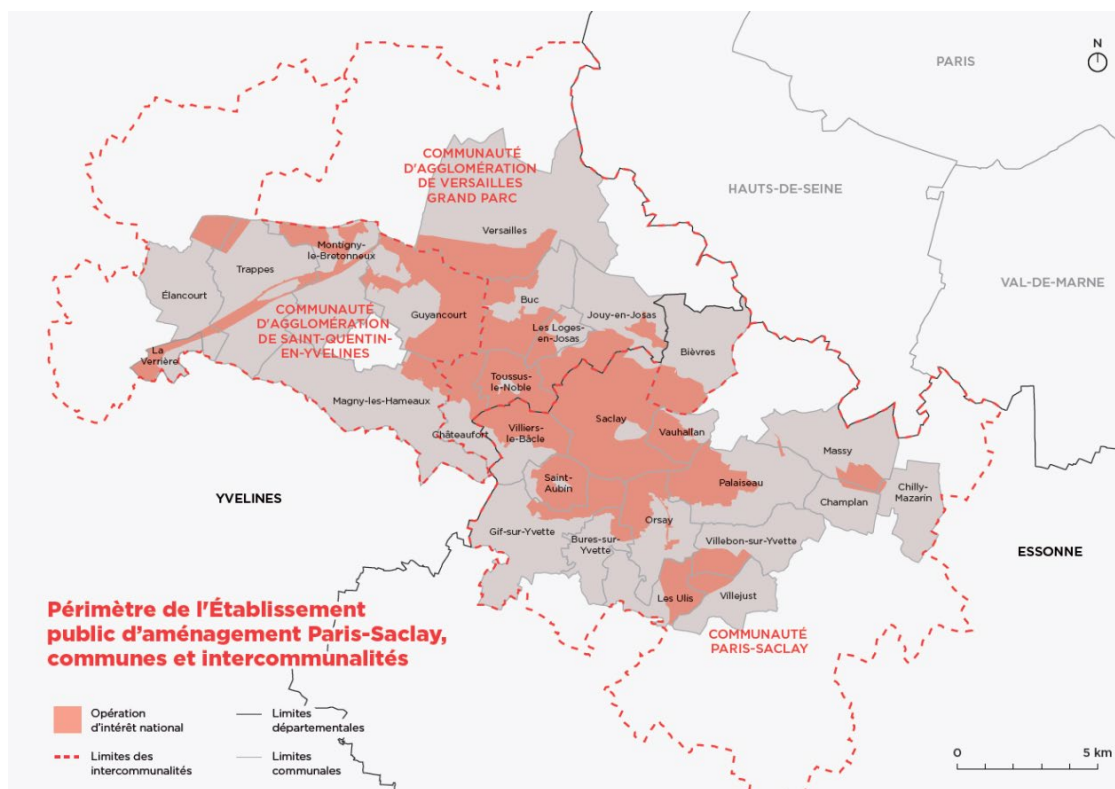 PARIS
N
COMMUNAUTÉ
D'AGGLOMÉRATION
DE VERSAILLES
GRAND PARC
HAUTS-DE-SEINE
Versailles
Montigny-
le-Bretonneux
Trappes
VAL-DE-MARNE
Élancourt
Buc
COMMUNAUTÉ
D'AGGLOMÉRATION
DE SAINT-QUENTIN-
EN-YVELINES
Guyancourt
Jouy-en-Josas
Les Loges-
en-Josas
La
Verrière
Bièvres
Toussus-
le-Noble
Magny-les-Hameaux
Saclay
Châteaufort
Villiers-
le-Bâcle
Vauhallan
Massy
Saint-
Aubin
Palaiseau
Chilly-
Mazarin
Champlan
YVELINES
Orsay
Gif-sur-Yvette
Bures-sur-
Yvette
Villebon-sur-Yvette
ESSONNE
Les Ulis
Villejust
COMMUNAUTÉ
PARIS-SACLAY
Périmètre de l'Établissement
public d’aménagement Paris-Saclay,
communes et intercommunalités
Opération
d'intérêt national
Limites
départementales
Limites des
intercommunalités
Limites
communales
0 5 km